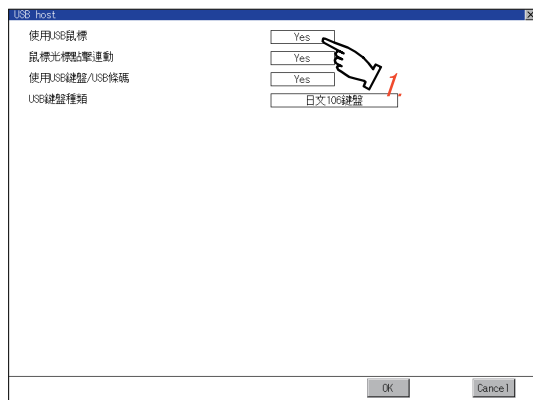 USB host
使用USB鼠標 Yes
鼠標光標點擊連動 Yes
使用USB鍵盤/USB條碼 Yes
USB鍵盤種類 日文106鍵盤
1.
OK Cancel